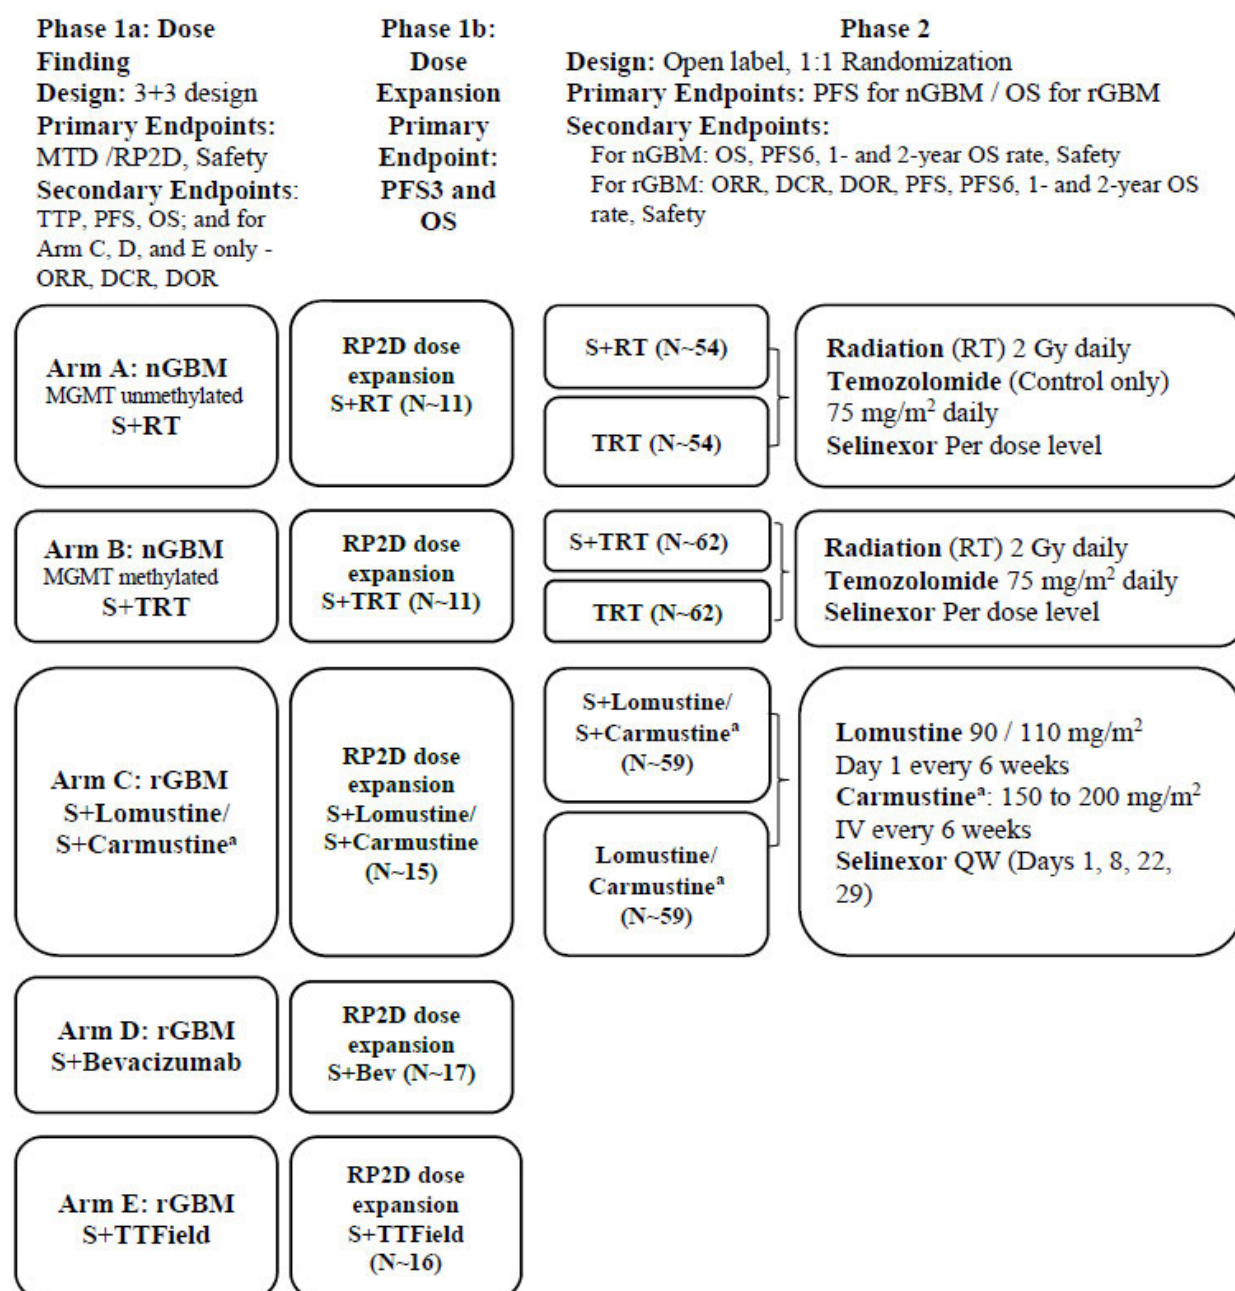 Phase 1a: Dose
Finding
Design: 3+3 design
Primary Endpoints:
MTD /RP2D, Safety
Secondary Endpoints:
TTP, PFS, OS; and for
Arm C, D, and E only -
ORR, DCR, DOR
Phase 1b:
Dose
Expansion
Primary
Endpoint:
PFS3 and
OS
Phase 2
Design: Open label, 1:1 Randomization
Primary Endpoints: PFS for nGBM / OS for rGBM
Secondary Endpoints:
For nGBM: OS, PFS6, 1- and 2-year OS rate, Safety
For rGBM: ORR, DCR, DOR, PFS, PFS6, 1- and 2-year OS
rate, Safety
Arm A: nGBM
MGMT unmethylated
S+RT
RP2D dose
expansion
S+RT (N~11)
S+RT (N~54)
TRT (N~54)
Radiation (RT) 2 Gy daily
Temozolomide (Control only)
75 mg/m² daily
Selinexor Per dose level
Arm B: nGBM
MGMT methylated
S+TRT
RP2D dose
expansion
S+TRT (N~11)
S+TRT (N~62)
TRT (N~62)
Radiation (RT) 2 Gy daily
Temozolomide 75 mg/m² daily
Selinexor Per dose level
Arm C: rGBM
S+Lomustine/
S+Carmustineᵃ
RP2D dose
expansion
S+Lomustine/
S+Carmustine
(N~15)
S+Lomustine/
S+Carmustineᵃ
(N~59)
Lomustine/
Carmustineᵃ
(N~59)
Lomustine 90 / 110 mg/m²
Day 1 every 6 weeks
Carmustineᵃ: 150 to 200 mg/m²
IV every 6 weeks
Selinexor QW (Days 1, 8, 22,
29)
Arm D: rGBM
S+Bevacizumab
RP2D dose
expansion
S+Bev (N~17)
Arm E: rGBM
S+TTField
RP2D dose
expansion
S+TTField
(N~16)